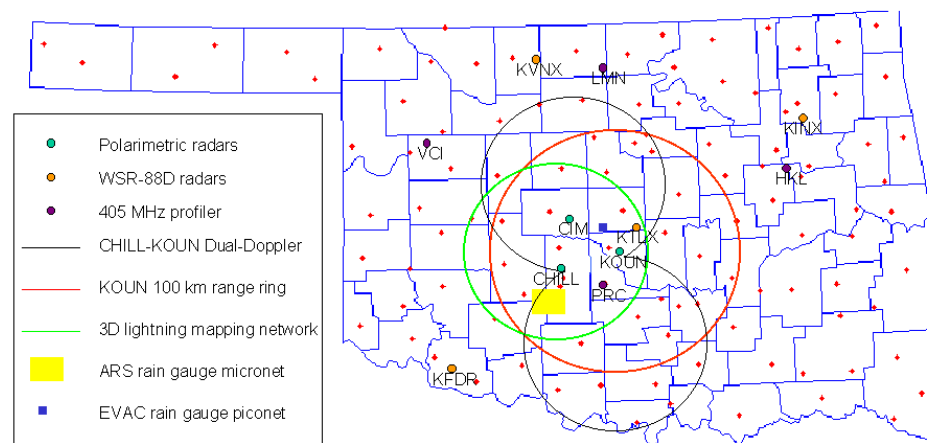 KVNX
LMN
KINX
VCI
HKL
CIM
KTLX
KOUN
CHILL
PRC
KFDR
Polarimetric radars
WSR-88D radars
405 MHz profiler
CHILL-KOUN Dual-Doppler
KOUN 100 km range ring
3D lightning mapping network
ARS rain gauge micronet
EVAC rain gauge piconet